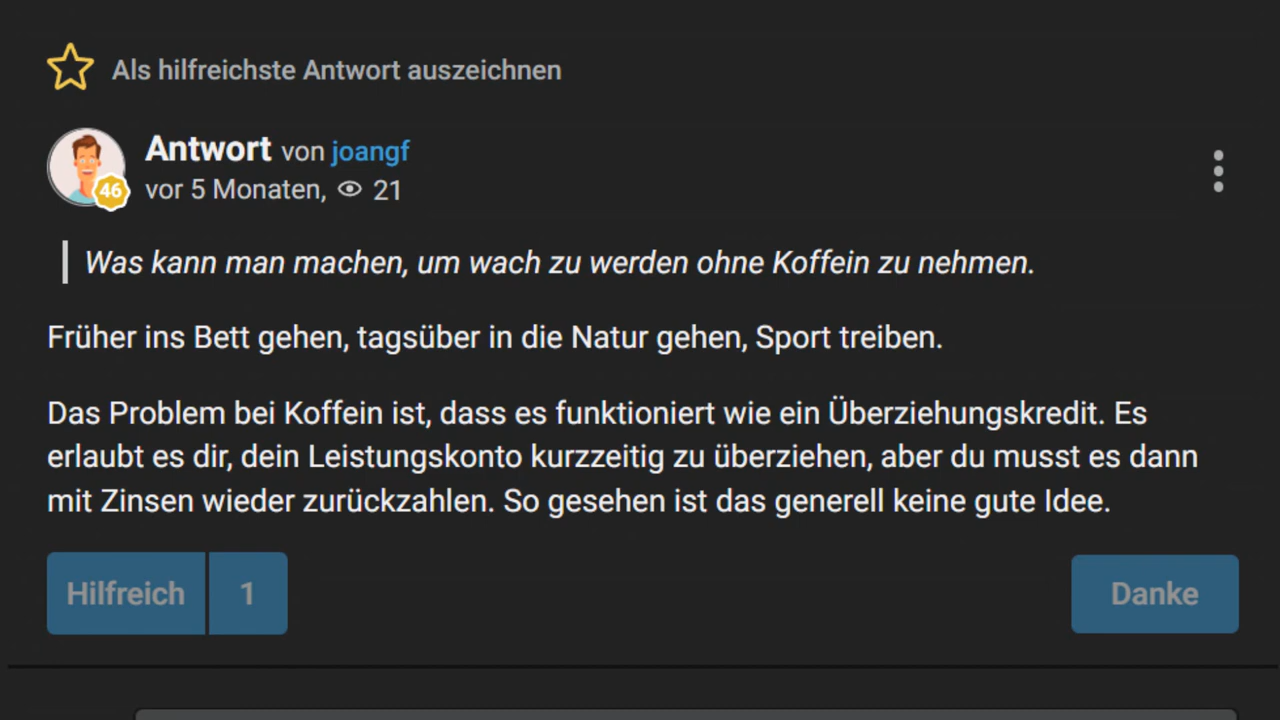 Als hilfreichste Antwort auszeichnen
Antwort von joangf
46
vor 5 Monaten, 21
Was kann man machen, um wach zu werden ohne Koffein zu nehmen.
Früher ins Bett gehen, tagsüber in die Natur gehen, Sport treiben.
Das Problem bei Koffein ist, dass es funktioniert wie ein Überziehungskredit. Es
erlaubt es dir, dein Leistungskonto kurzzeitig zu überziehen, aber du musst es dann
mit Zinsen wieder zurückzahlen. So gesehen ist das generell keine gute Idee.
Hilfreich 1
Danke